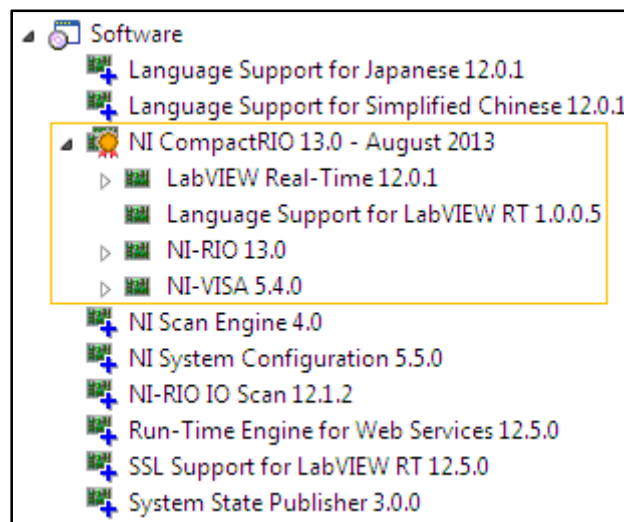 Software
Language Support for Japanese 12.0.1
Language Support for Simplified Chinese 12.0.1
NI CompactRIO 13.0 - August 2013
LabVIEW Real-Time 12.0.1
Language Support for LabVIEW RT 1.0.0.5
NI-RIO 13.0
NI-VISA 5.4.0
NI Scan Engine 4.0
NI System Configuration 5.5.0
NI-RIO IO Scan 12.1.2
Run-Time Engine for Web Services 12.5.0
SSL Support for LabVIEW RT 12.5.0
System State Publisher 3.0.0